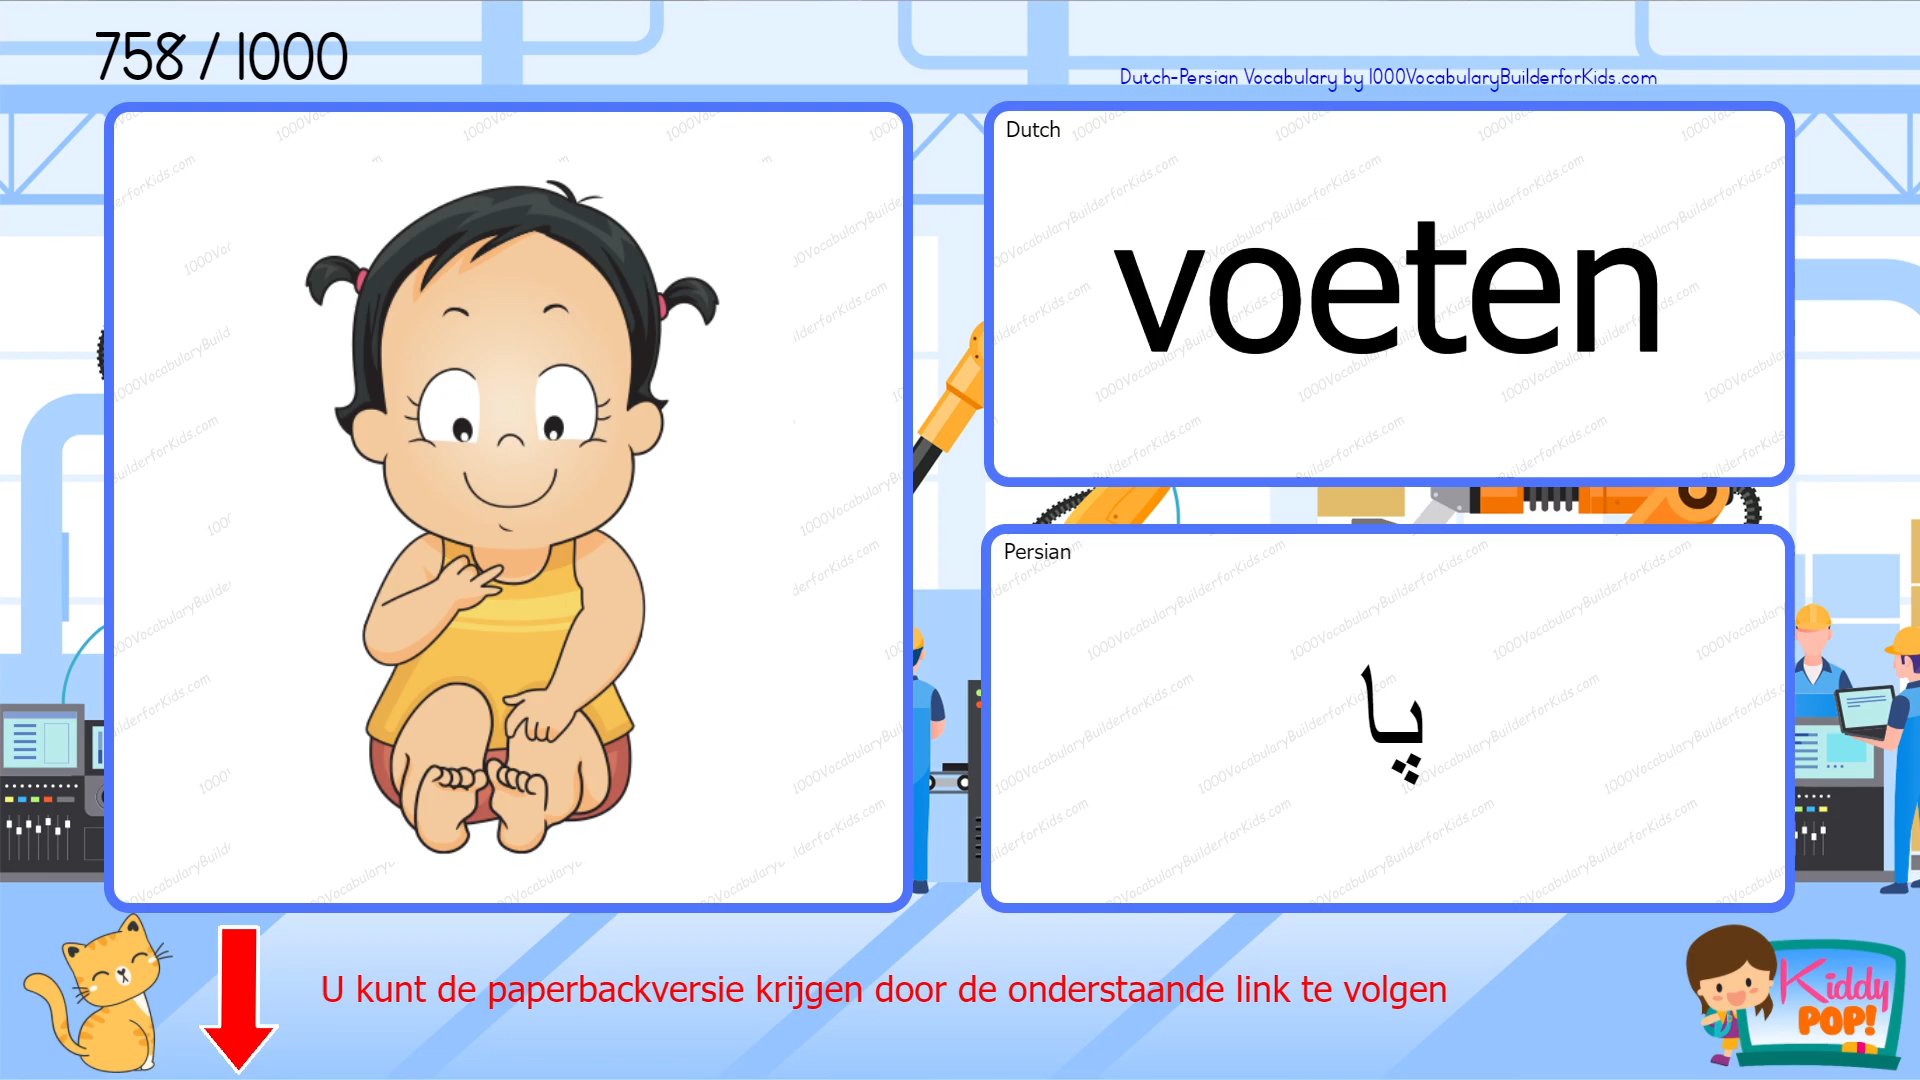 758 / 1000
Dutch-Persian Vocabulary by 1000VocabularyBuilderforKids.com
Dutch
voeten
Persian
پا
U kunt de paperbackversie krijgen door de onderstaande link te volgen
Kiddy
POP!